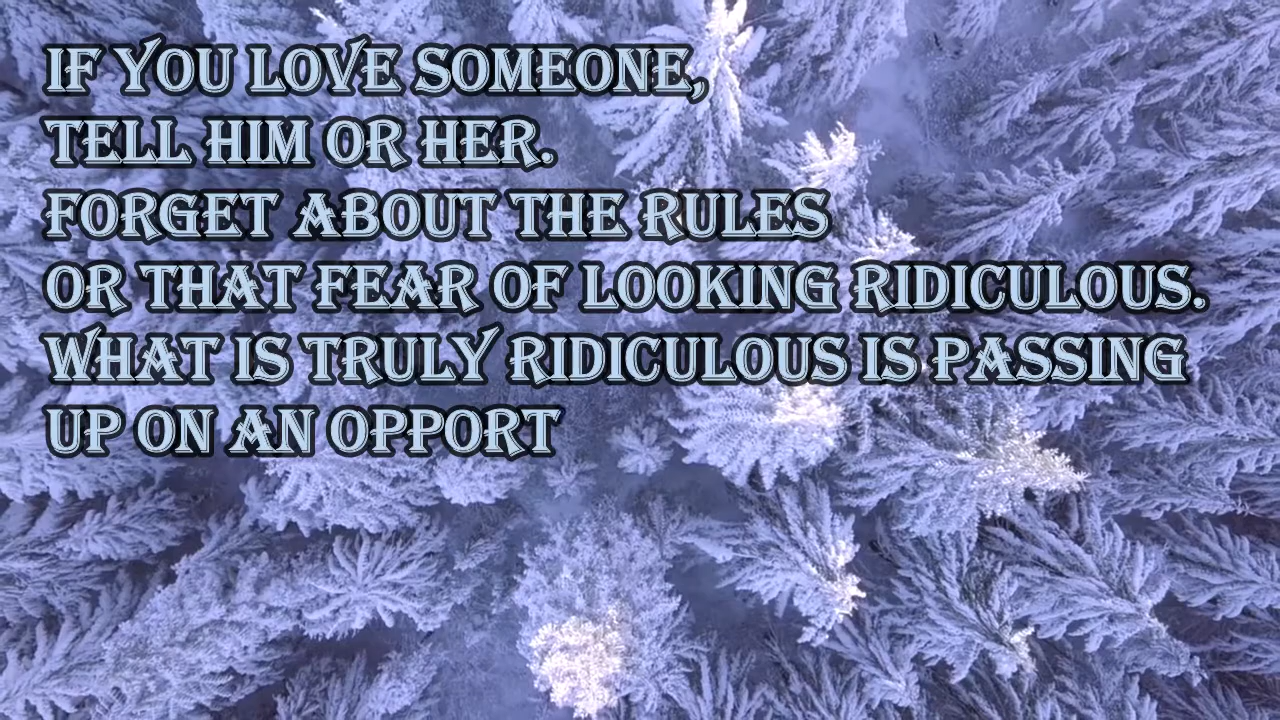 IF YOU LOVE SOMEONE,
TELL HIM OR HER.
FORGET ABOUT THE RULES
OR THAT FEAR OF LOOKING RIDICULOUS.
WHAT IS TRULY RIDICULOUS IS PASSING
UP ON AN OPPORT